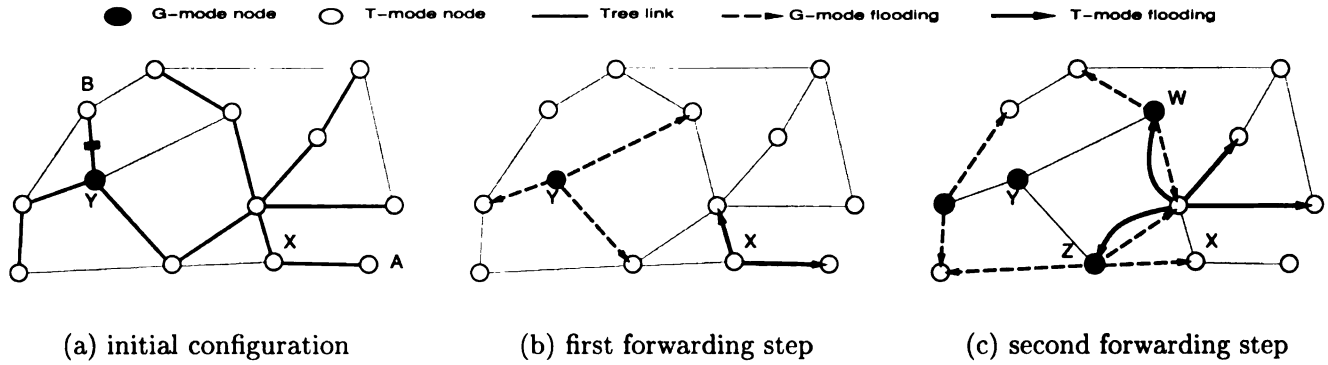 G-mode node T-mode node Tree link G-mode flooding T-mode flooding
B
Y
X
A
Y
X
W
Y
Z
X
(a) initial configuration (b) first forwarding step (c) second forwarding step